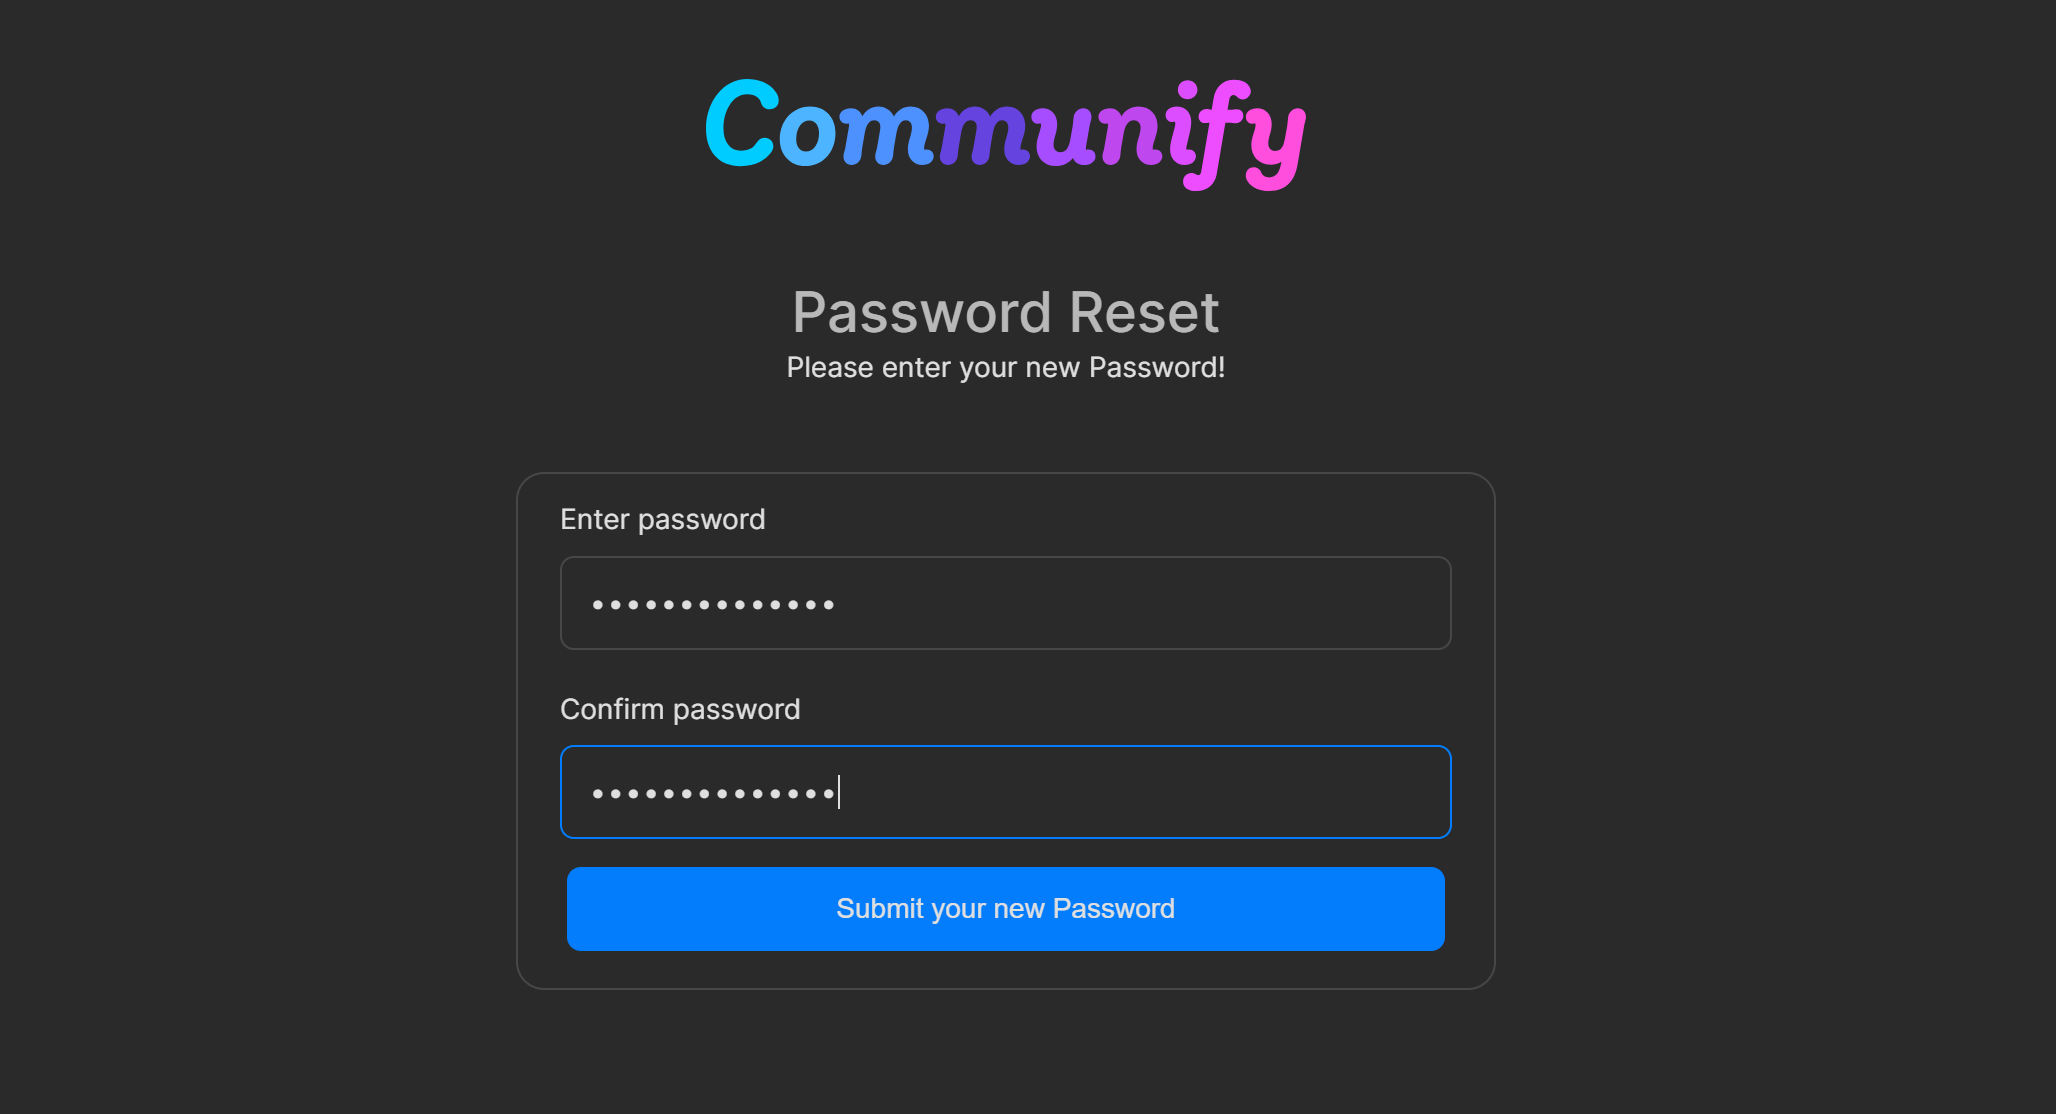 Communify
Password Reset
Please enter your new Password!
Enter password
••••••••••••••
Confirm password
••••••••••••••
Submit your new Password